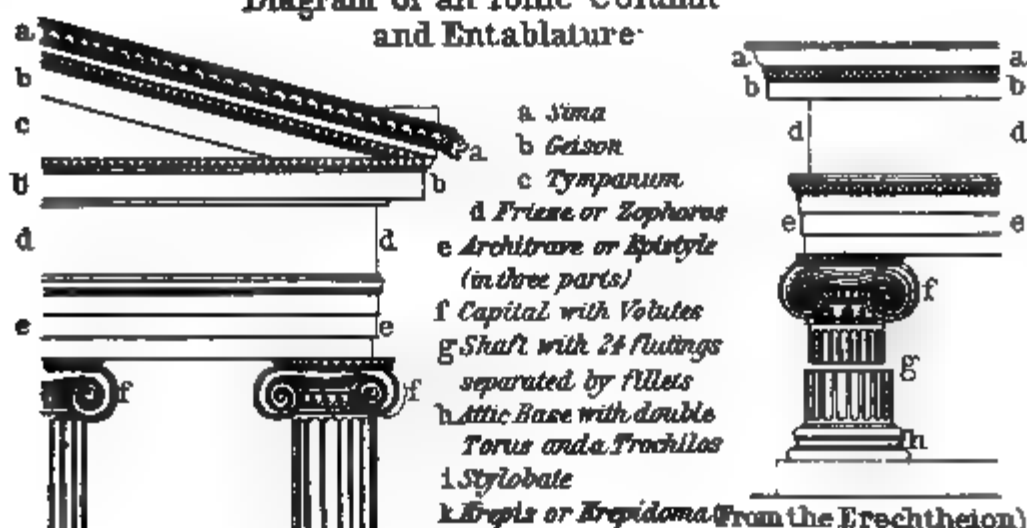 Diagram of an Ionic Column
and Entablature
a Sima
b Geison
c Tympanum
d Frieze or Zophoros
e Architrave or Epistyle
(in three parts)
f Capital with Volutes
g Shaft with 24 flutings
separated by fillets
h Attic Base with double
Torus and a Trochilos
i Stylobate
k Krepis or Krepidoma
(From the Erechtheion)
a
b
c
b
d
e
a
b
d
e
f
f
a
b
d
e
a
b
d
e
f
g
h